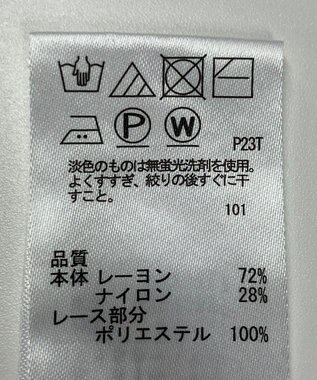 P W
P23T
淡色のものは無蛍光洗剤を使用。
よくすすぎ、絞りの後すぐに干
すこと。
101
品質
本体 レーヨン 72%
ナイロン 28%
レース部分
ポリエステル 100%